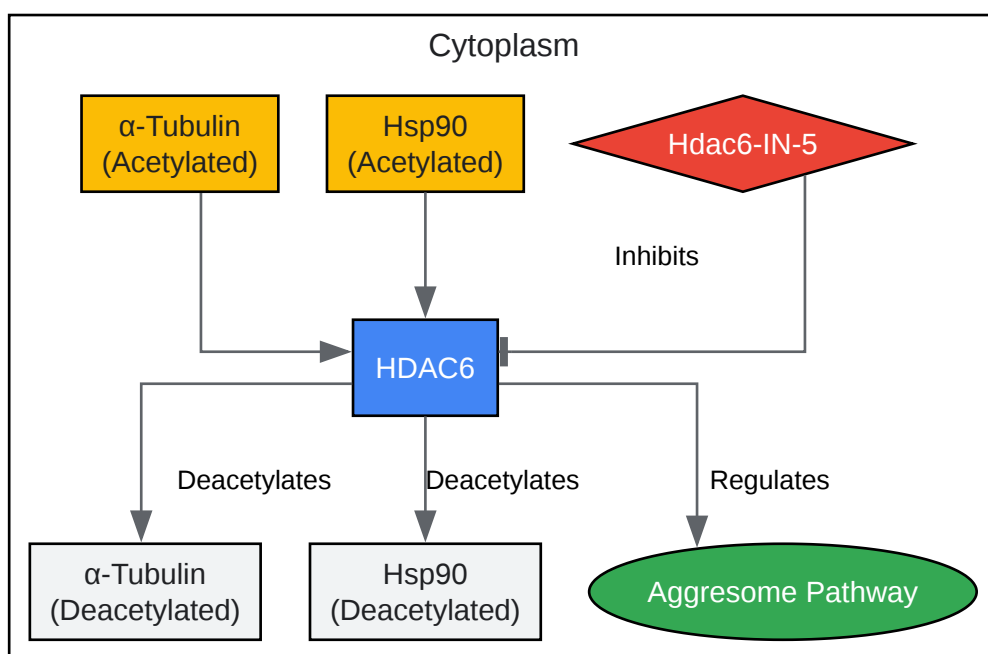 Cytoplasm
α-Tubulin
(Acetylated)
Hsp90
(Acetylated)
Hdac6-IN-5
Inhibits
HDAC6
Deacetylates
Deacetylates
Regulates
α-Tubulin
(Deacetylated)
Hsp90
(Deacetylated)
Aggresome Pathway